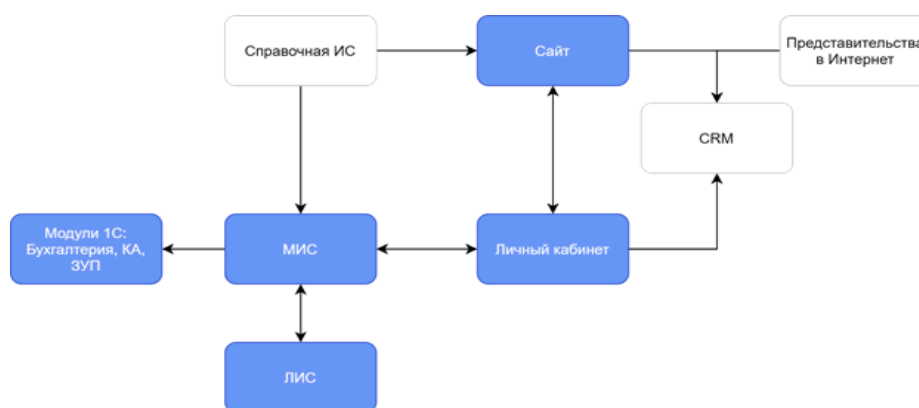 Справочная ИС
Сайт
Представительства
в Интернет
CRM
Модули 1С:
Бухгалтерия, КА,
ЗУП
МИС
Личный кабинет
ЛИС